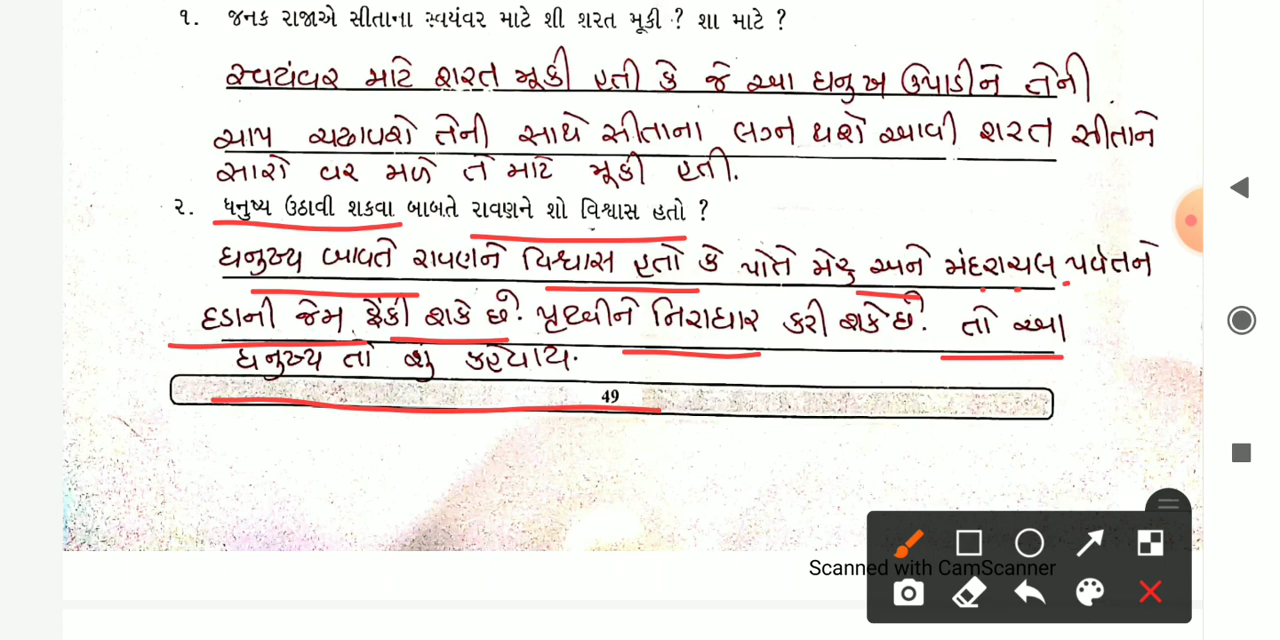 ૧. જનક રાજાએ સીતાના સ્વયંવર માટે શી શરત મૂકી ? શા માટે ?
સ્વયંવર માટે શરત મૂકી હતી કે જે આ ધનુખ ઉપાડીને તેની
ચાપ ચઢાવશે તેની સાથે સીતાના લગ્ન થશે આવી શરત સીતાને
સારો વર મળે તે માટે મૂકી હતી.
૨. ધનુષ્ય ઉઠાવી શકવા બાબતે રાવણને શો વિશ્વાસ હતો ?
ધનુખ્ય બાબતે રાવણને વિશ્વાસ હતો કે પોતે મેરુ અને મંદરાચલ પર્વતને
દડાની જેમ ફેંકી શકે છે. પૃથ્વીને નિરાધાર કરી શકે છે. તો આ
ધનુખ્ય તો શુ કહેવાય.
49
Scanned with CamScanner